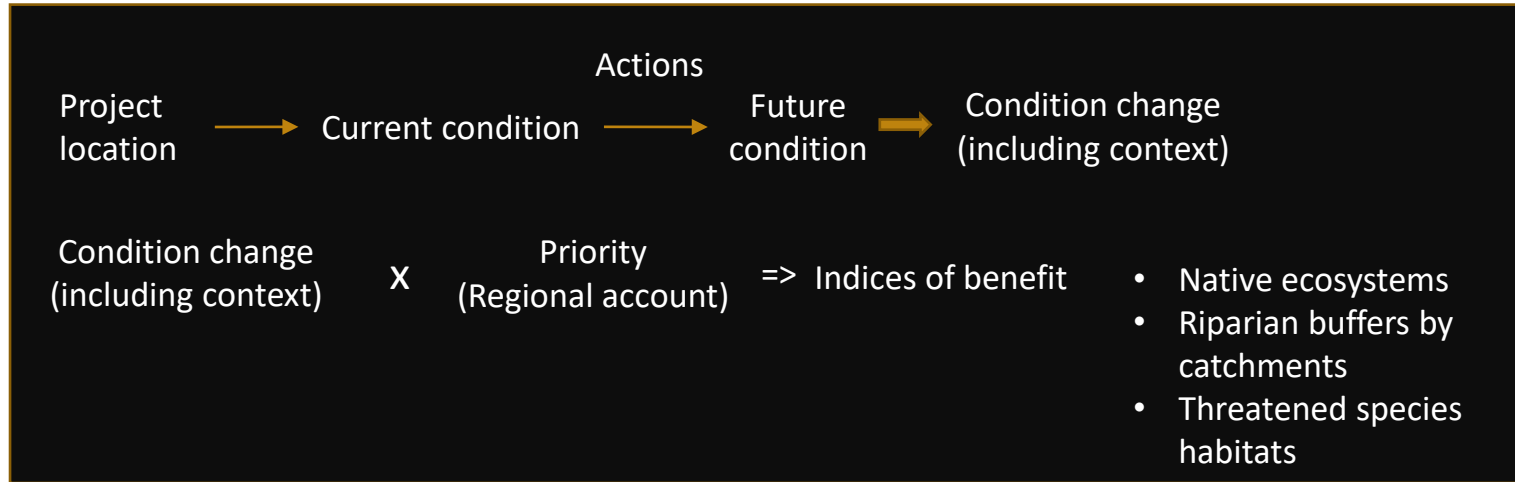 Actions
Project
location
Current condition
Future
condition
Condition change
(including context)
Condition change
(including context)
X
Priority
(Regional account)
=> Indices of benefit
• Native ecosystems
• Riparian buffers by
catchments
• Threatened species
habitats